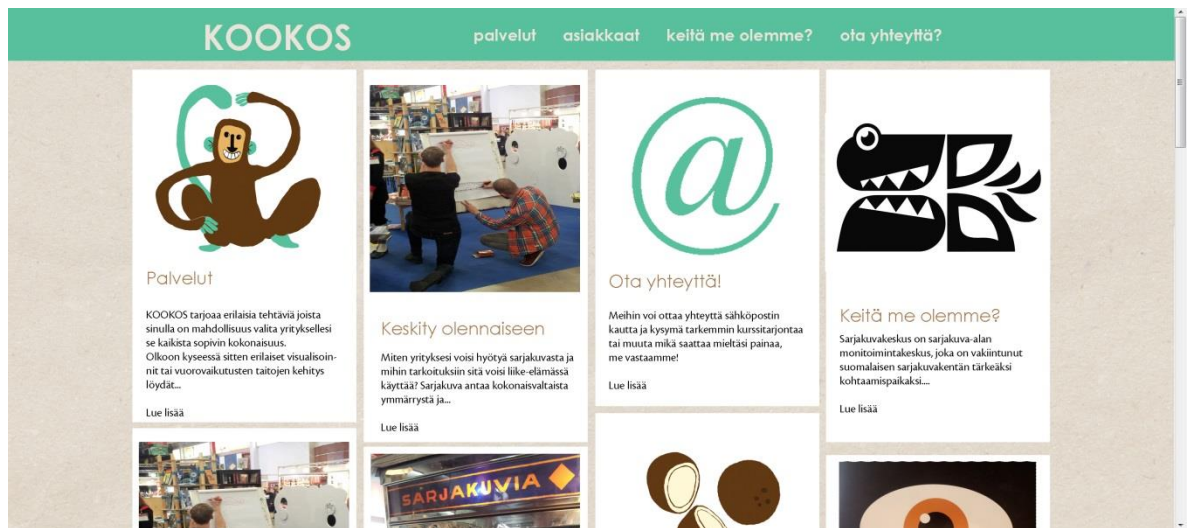 KOOKOS
palvelut asiakkaat keitä me olemme? ota yhteyttä?
Palvelut
KOOKOS tarjoaa erilaisia tehtäviä joista
sinulla on mahdollisuus valita yrityksellesi
se kaikista sopivin kokonaisuus.
Olkoon kyseessä sitten erilaiset visualisoin-
nit tai vuorovaikutusten taitojen kehitys
löydät...
Lue lisää
Keskity olennaiseen
Miten yrityksesi voisi hyötyä sarjakuvasta ja
mihin tarkoituksiin sitä voisi liike-elämässä
käyttää? Sarjakuva antaa kokonaisvaltaista
ymmärrystä ja...
Lue lisää
@
Ota yhteyttä!
Meihin voi ottaa yhteyttä sähköpostin
kautta ja kysymä tarkemmin kurssitarjontaa
tai muuta mikä saattaa mieltäsi painaa,
me vastaamme!
Lue lisää
Keitä me olemme?
Sarjakuvakeskus on sarjakuva-alan
monitoimintakeskus, joka on vakiintunut
suomalaisen sarjakuvakentän tärkeäksi
kohtaamispaikaksi....
Lue lisää
SARJAKUVIA